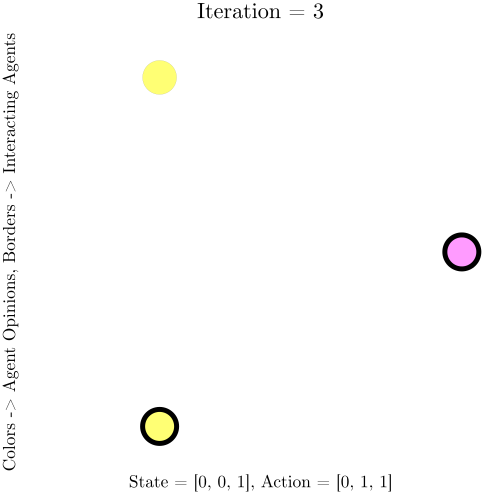 Iteration = 3
Colors -> Agent Opinions, Borders -> Interacting Agents
State = [0, 0, 1], Action = [0, 1, 1]